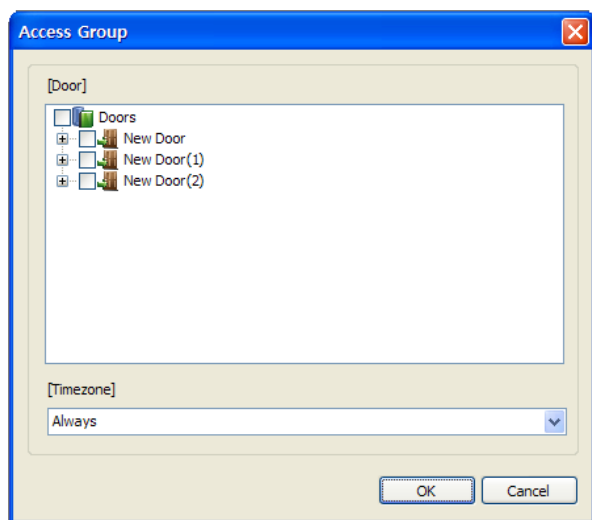 Access Group
[Door]
Doors
New Door
New Door(1)
New Door(2)
[Timezone]
Always
OK Cancel